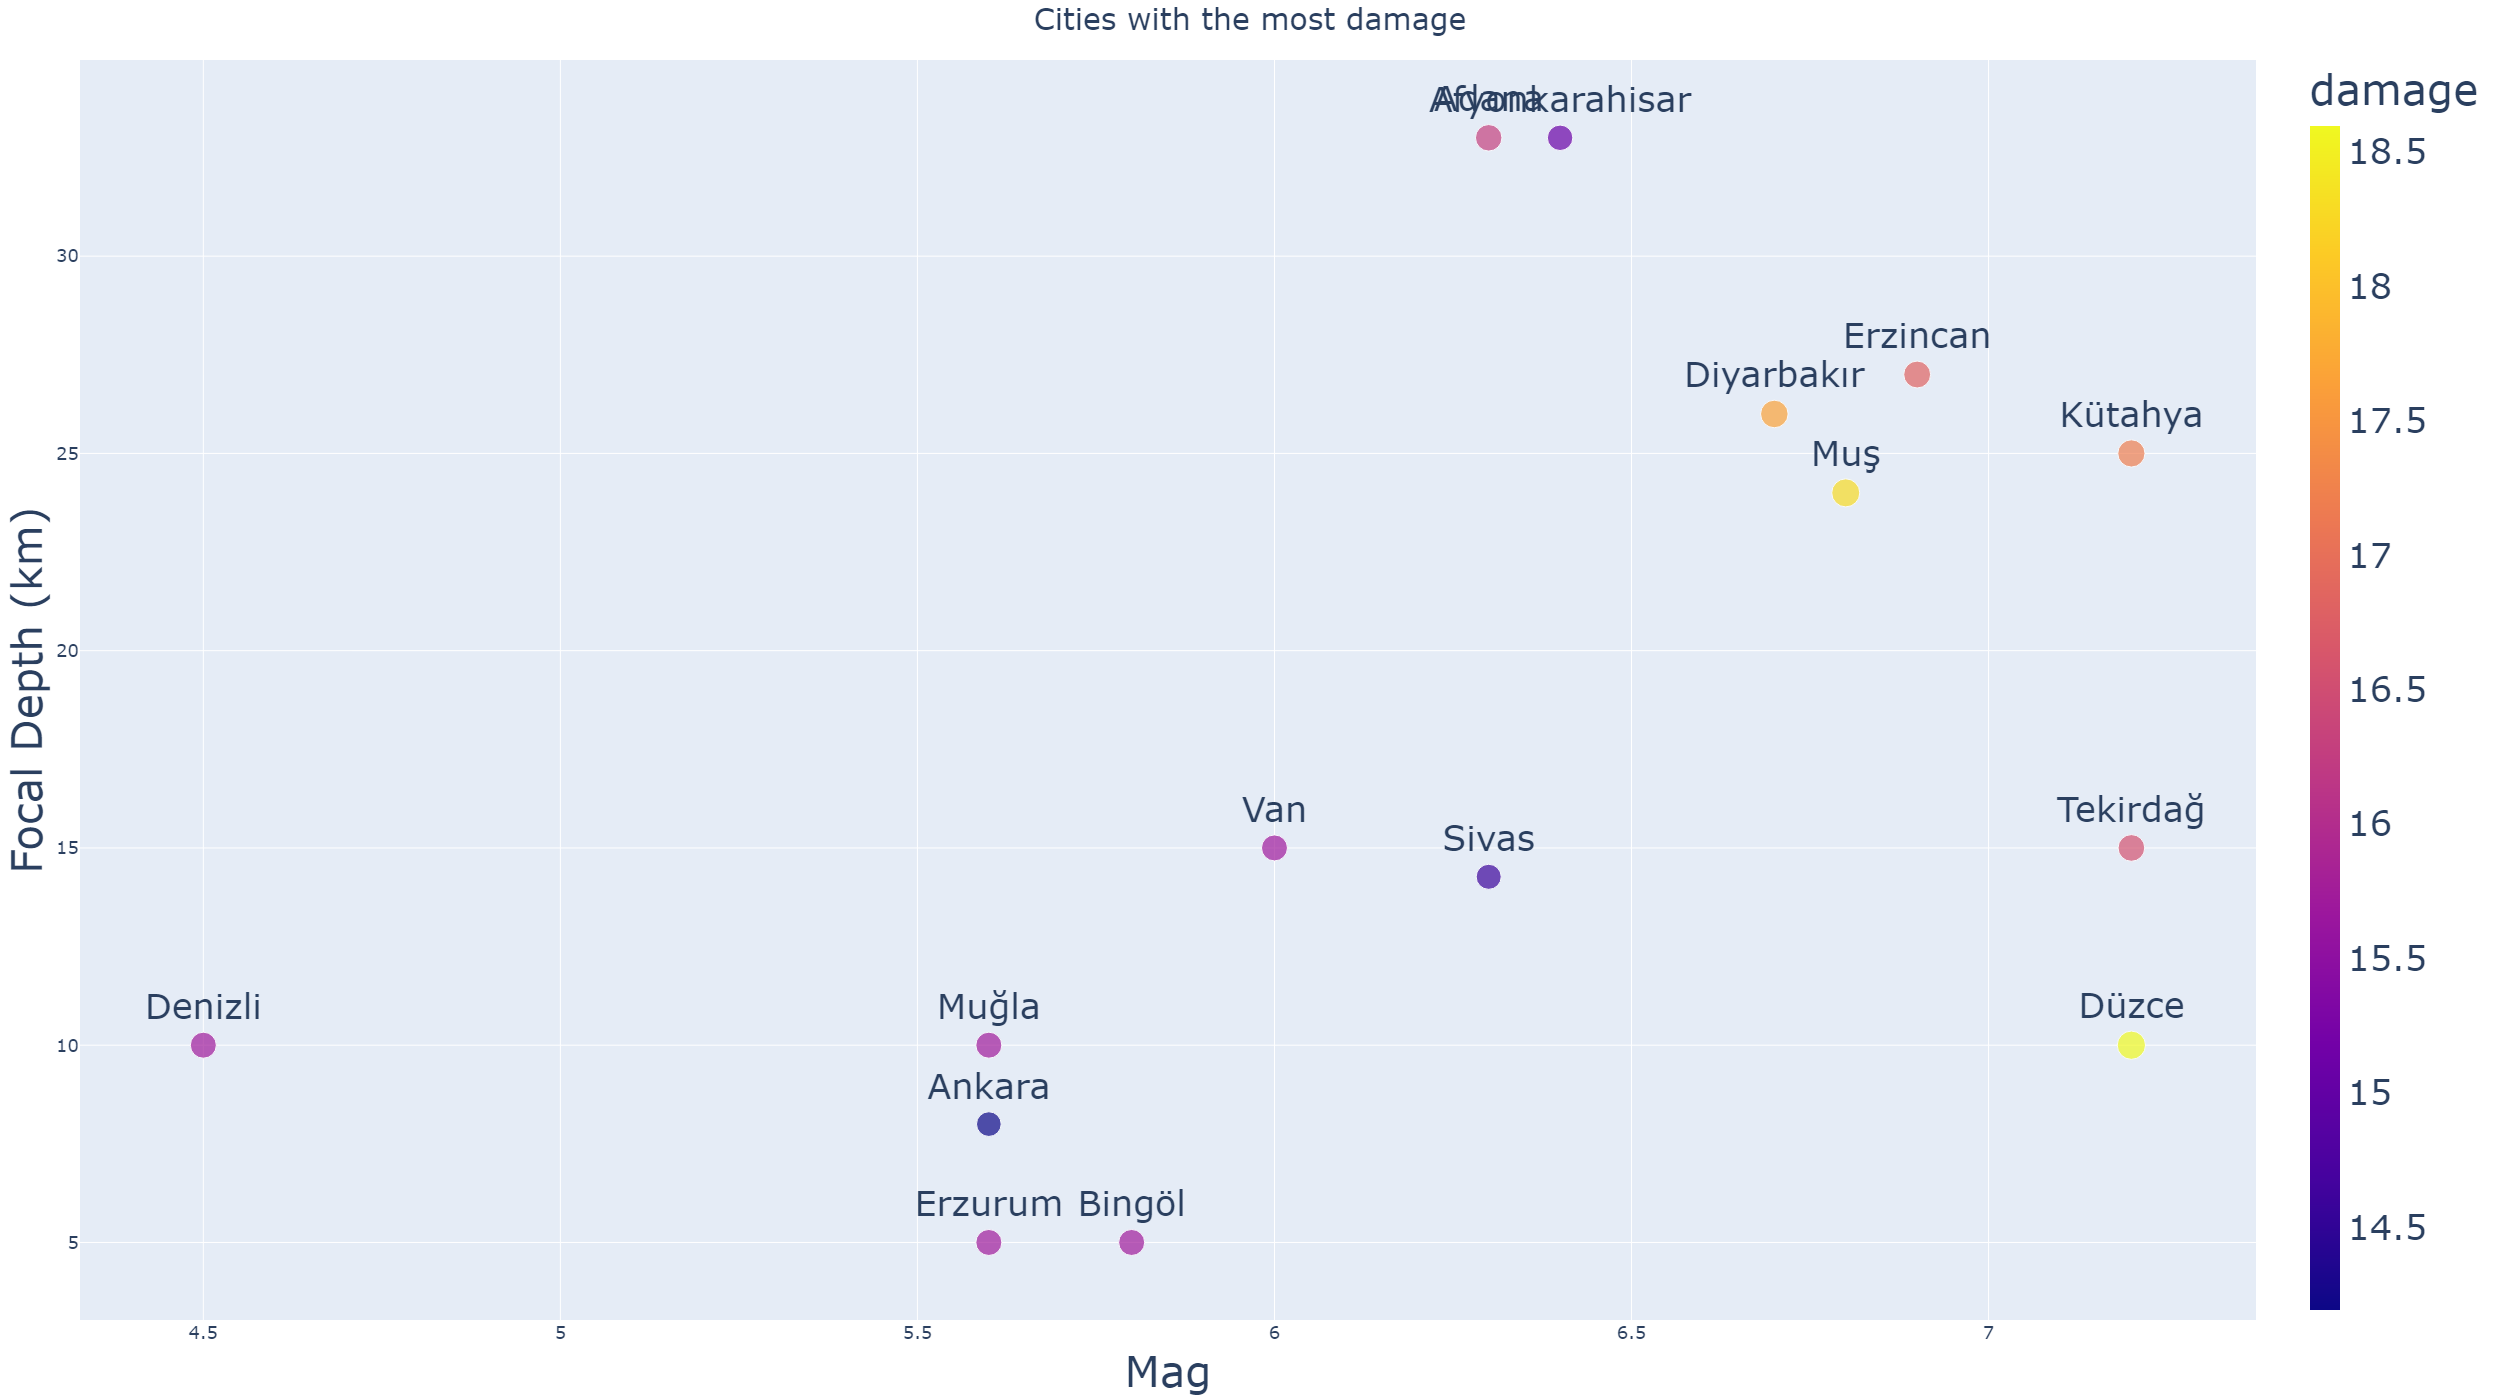 Cities with the most damage
damage
Adana
Afyonkarahisar
Erzincan
Diyarbakır
Kütahya
Muş
Van
Sivas
Tekirdağ
Denizli
Muğla
Düzce
Ankara
Erzurum
Bingöl
30
25
20
15
10
5
Focal Depth (km)
4.5
5
5.5
6
6.5
7
Mag
18.5
18
17.5
17
16.5
16
15.5
15
14.5